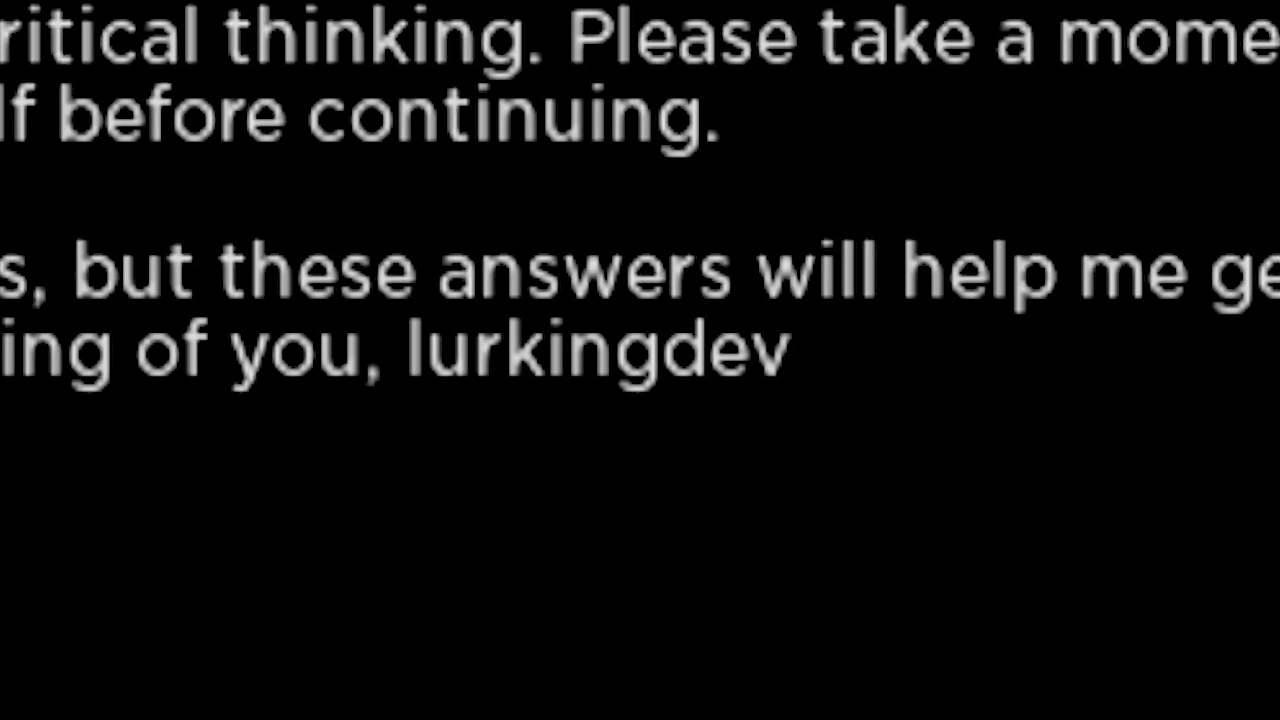 ritical thinking. Please take a mome
lf before continuing.
s, but these answers will help me ge
ing of you, lurkingdev